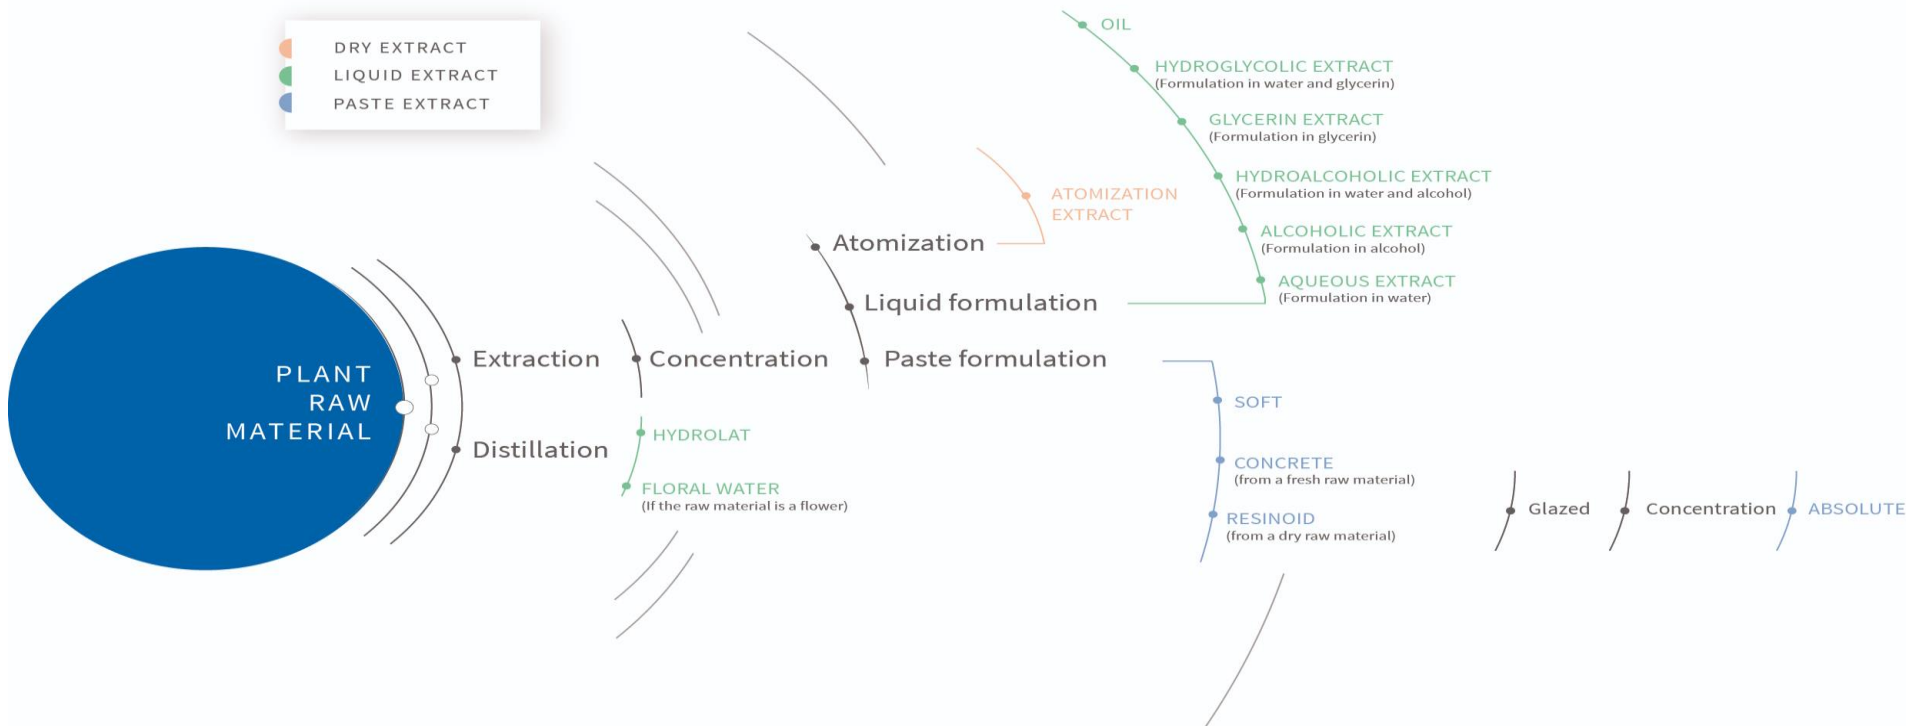 DRY EXTRACT
LIQUID EXTRACT
PASTE EXTRACT
PLANT
RAW
MATERIAL
Extraction
Distillation
Concentration
HYDROLAT
FLORAL WATER
(If the raw material is a flower)
Atomization
Liquid formulation
Paste formulation
ATOMIZATION
EXTRACT
OIL
HYDROGLYCOLIC EXTRACT
(Formulation in water and glycerin)
GLYCERIN EXTRACT
(Formulation in glycerin)
HYDROALCOHOLIC EXTRACT
(Formulation in water and alcohol)
ALCOHOLIC EXTRACT
(Formulation in alcohol)
AQUEOUS EXTRACT
(Formulation in water)
SOFT
CONCRETE
(from a fresh raw material)
RESINOID
(from a dry raw material)
Glazed
Concentration
ABSOLUTE